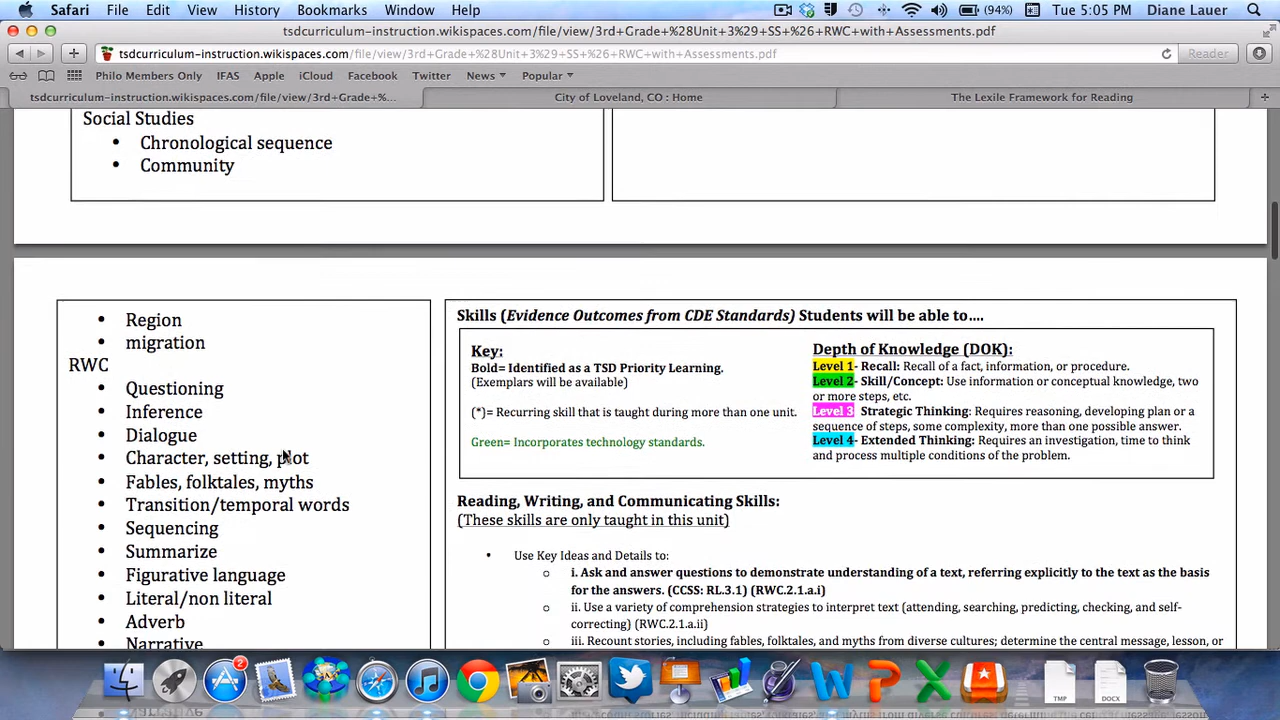 Safari File Edit View History Bookmarks Window Help (94%) Tue 5:05 PM Diane Lauer
tsdcurriculum-instruction.wikispaces.com/file/view/3rd+Grade+%28Unit+3%29+SS+%26+RWC+with+Assessments.pdf
tsdcurriculum-instruction.wikispaces.com/file/view/3rd+Grade+%28Unit+3%29+SS+%26+RWC+with+Assessments.pdf Reader
Philo Members Only IFAS Apple iCloud Facebook Twitter News Popular
tsdcurriculum-instruction.wikispaces.com/file/view/3rd+Grade+%... City of Loveland, CO : Home The Lexile Framework for Reading
Social Studies
• Chronological sequence
• Community
• Region
• migration
RWC
• Questioning
• Inference
• Dialogue
• Character, setting, plot
• Fables, folktales, myths
• Transition/temporal words
• Sequencing
• Summarize
• Figurative language
• Literal/non literal
• Adverb
• Narrative
Skills (Evidence Outcomes from CDE Standards) Students will be able to....
Key:
Bold= Identified as a TSD Priority Learning.
(Exemplars will be available)
(*)= Recurring skill that is taught during more than one unit.
Green= Incorporates technology standards.
Depth of Knowledge (DOK):
Level 1- Recall: Recall of a fact, information, or procedure.
Level 2- Skill/Concept: Use information or conceptual knowledge, two
or more steps, etc.
Level 3 Strategic Thinking: Requires reasoning, developing plan or a
sequence of steps, some complexity, more than one possible answer.
Level 4- Extended Thinking: Requires an investigation, time to think
and process multiple conditions of the problem.
Reading, Writing, and Communicating Skills:
(These skills are only taught in this unit)
• Use Key Ideas and Details to:
o i. Ask and answer questions to demonstrate understanding of a text, referring explicitly to the text as the basis
for the answers. (CCSS: RL.3.1) (RWC.2.1.a.i)
o ii. Use a variety of comprehension strategies to interpret text (attending, searching, predicting, checking, and self-
correcting) (RWC.2.1.a.ii)
o iii. Recount stories, including fables, folktales, and myths from diverse cultures; determine the central message, lesson, or
2
TMP DOCX